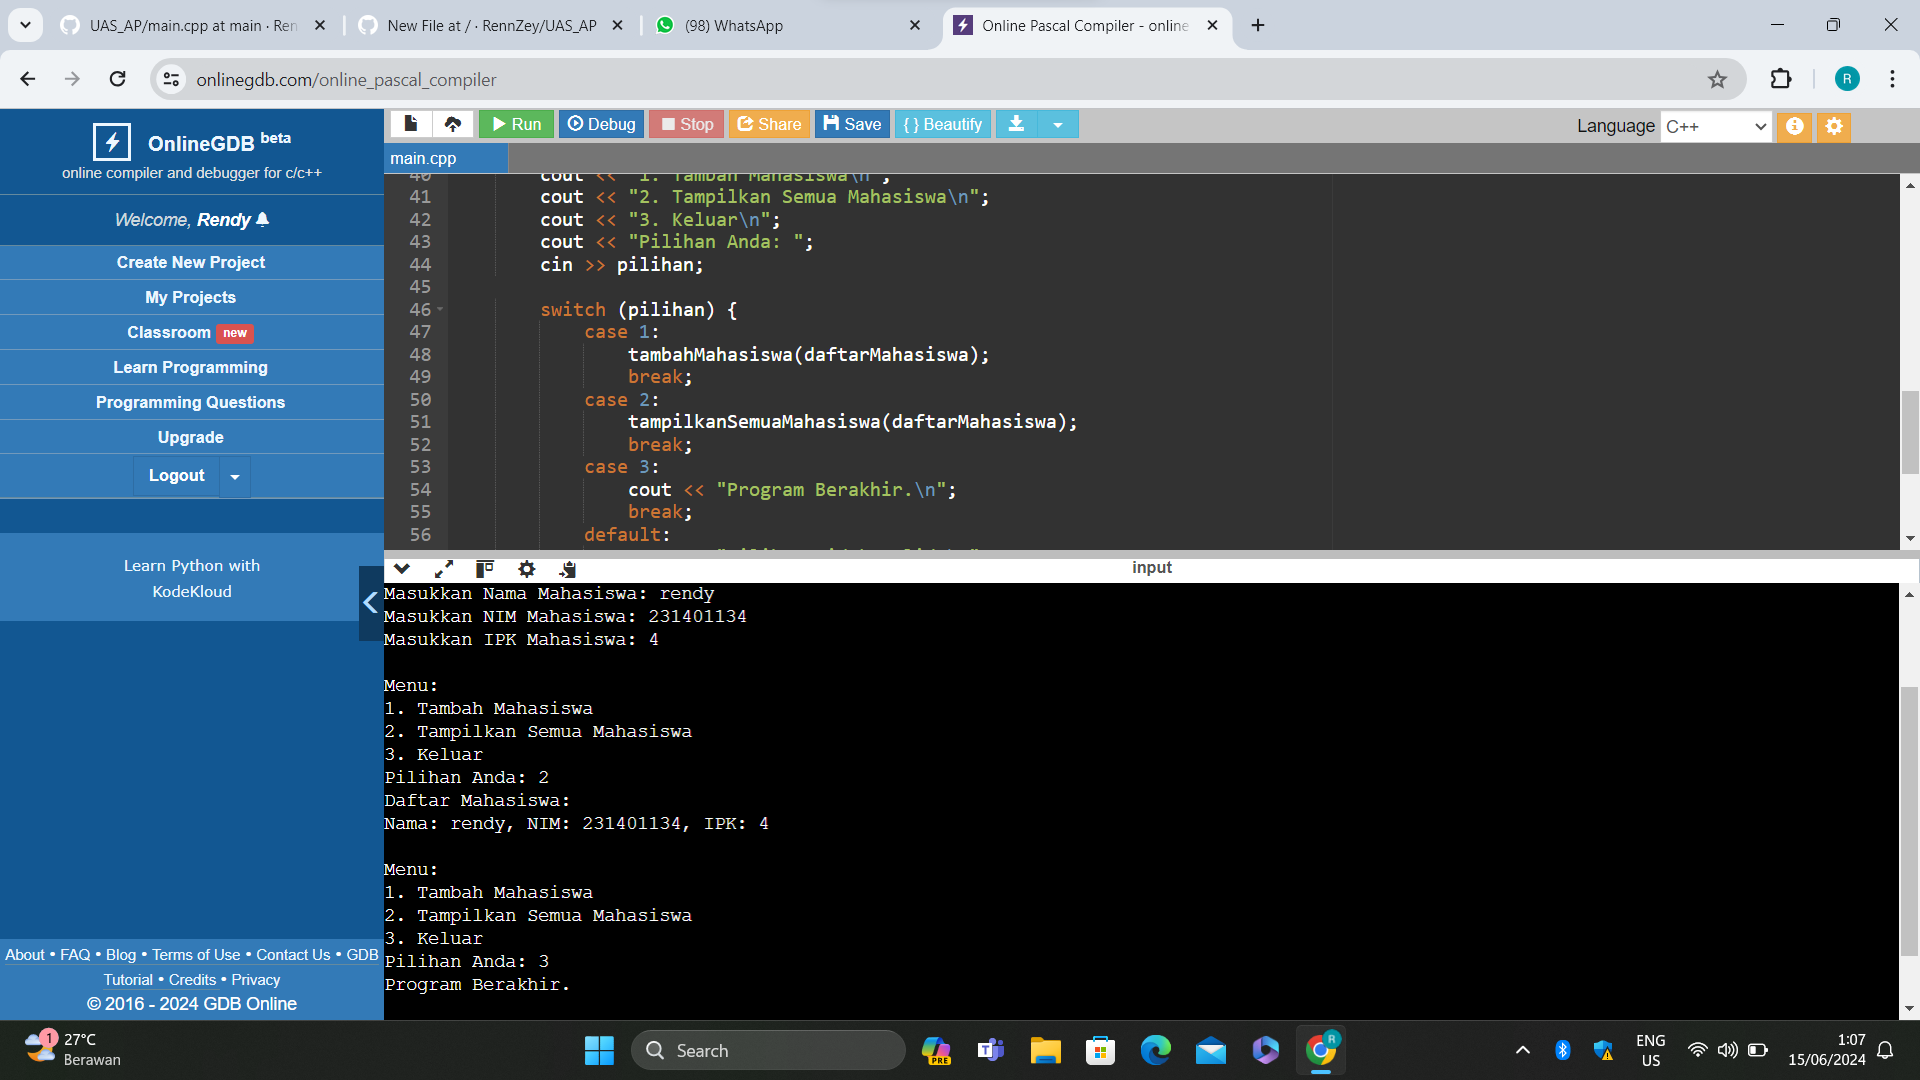 UAS_AP/main.cpp at main · Ren
New File at / · RennZey/UAS_AP
(98) WhatsApp
Online Pascal Compiler - online
onlinegdb.com/online_pascal_compiler
R
OnlineGDB beta
online compiler and debugger for c/c++
Welcome, Rendy
Create New Project
My Projects
Classroom new
Learn Programming
Programming Questions
Upgrade
Logout
Learn Python with
KodeKloud
About • FAQ • Blog • Terms of Use • Contact Us • GDB
Tutorial • Credits • Privacy
© 2016 - 2024 GDB Online
Run
Debug
Stop
Share
Save
{ } Beautify
Language C++
main.cpp
40 cout << "1. Tambah Mahasiswa\n";
41 cout << "2. Tampilkan Semua Mahasiswa\n";
42 cout << "3. Keluar\n";
43 cout << "Pilihan Anda: ";
44 cin >> pilihan;
45
46 switch (pilihan) {
47 case 1:
48 tambahMahasiswa(daftarMahasiswa);
49 break;
50 case 2:
51 tampilkanSemuaMahasiswa(daftarMahasiswa);
52 break;
53 case 3:
54 cout << "Program Berakhir.\n";
55 break;
56 default:
input
Masukkan Nama Mahasiswa: rendy
Masukkan NIM Mahasiswa: 231401134
Masukkan IPK Mahasiswa: 4
Menu:
1. Tambah Mahasiswa
2. Tampilkan Semua Mahasiswa
3. Keluar
Pilihan Anda: 2
Daftar Mahasiswa:
Nama: rendy, NIM: 231401134, IPK: 4
Menu:
1. Tambah Mahasiswa
2. Tampilkan Semua Mahasiswa
3. Keluar
Pilihan Anda: 3
Program Berakhir.
1
27°C
Berawan
Search
PRE
R
ENG
US
1:07
15/06/2024